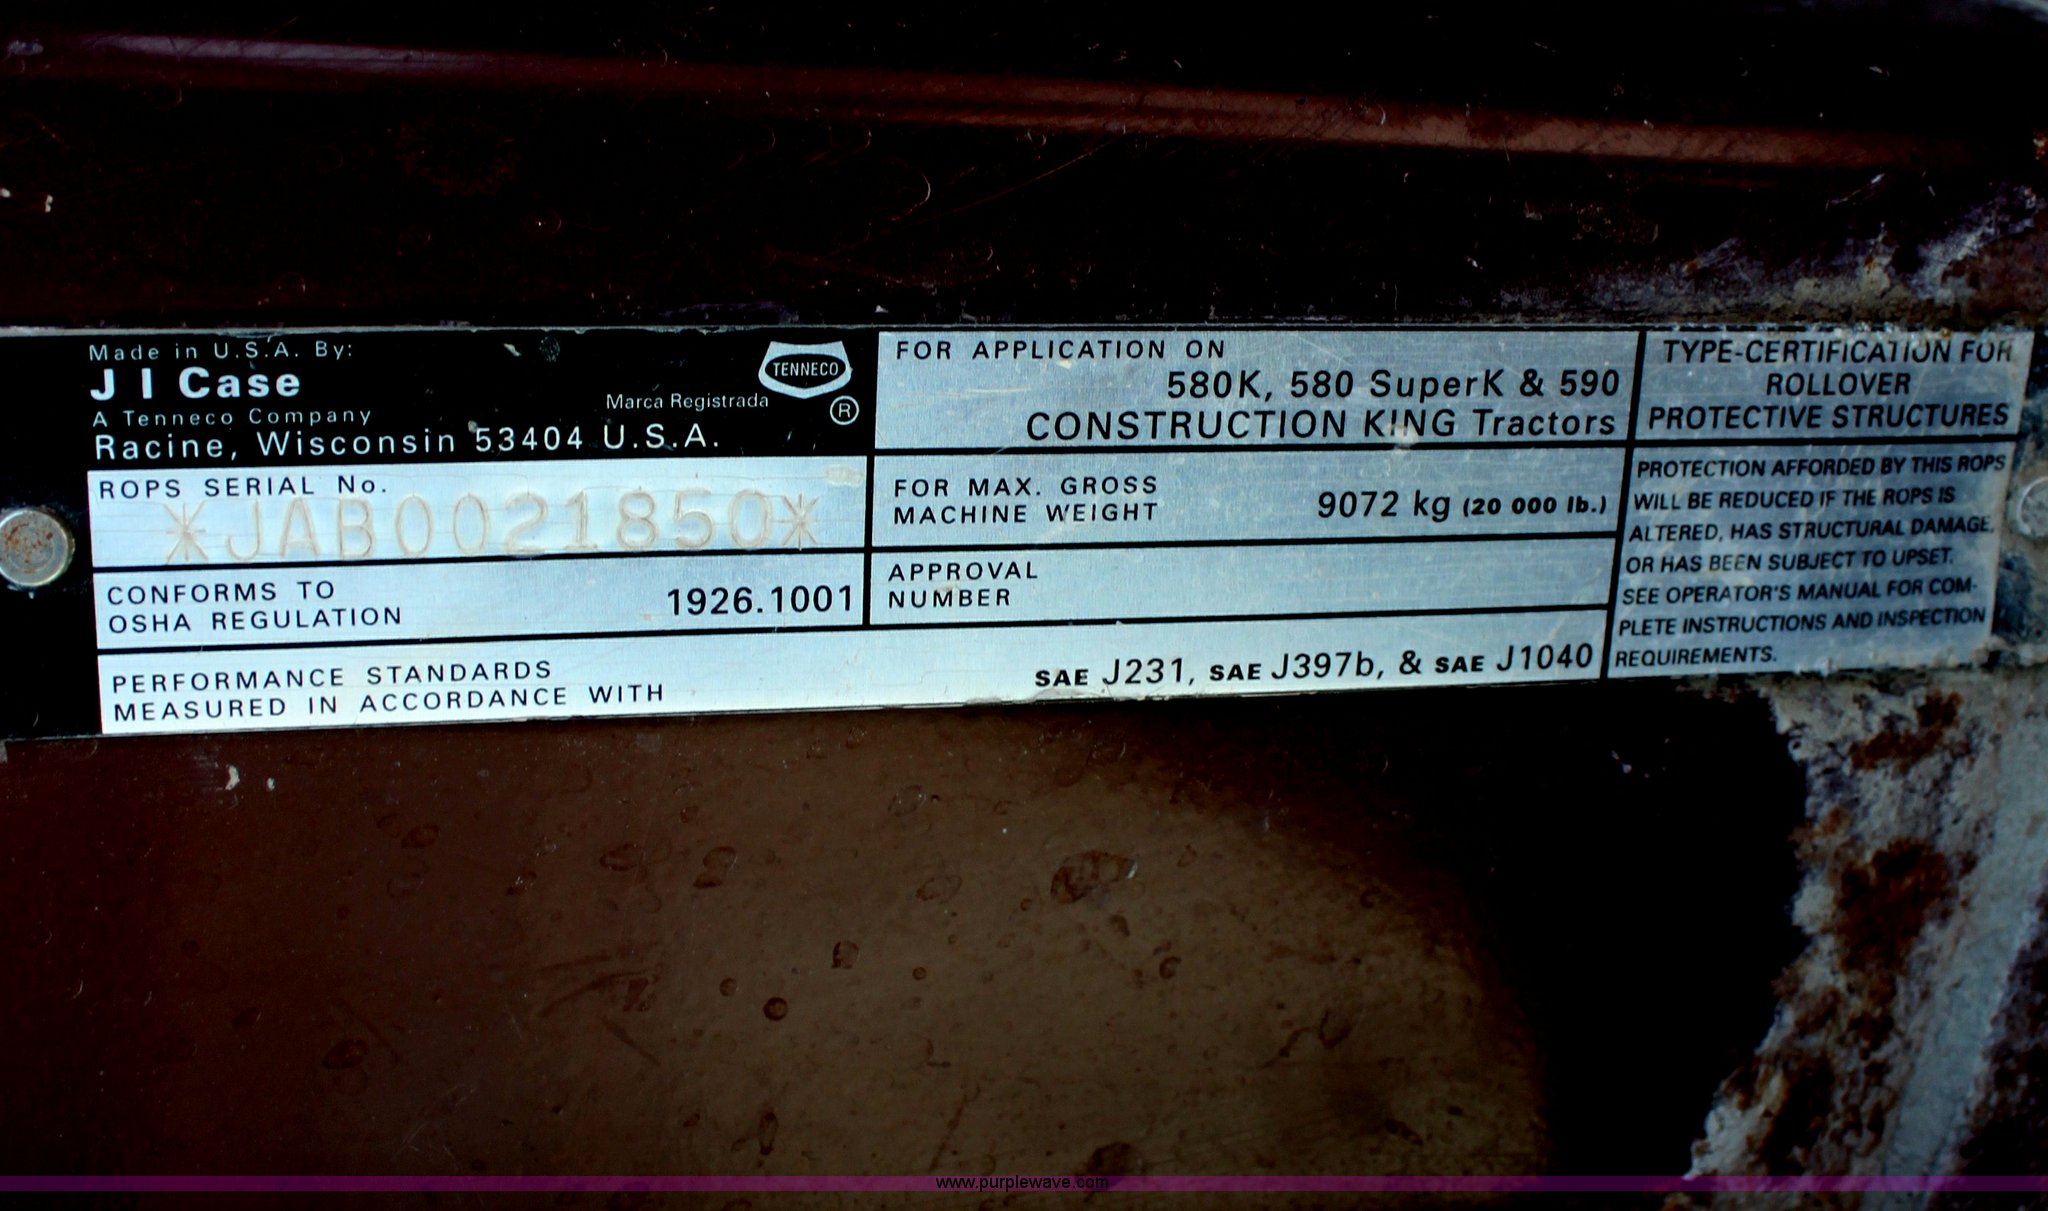 Made in U.S.A. By:
J I Case
A Tenneco Company
Racine, Wisconsin 53404 U.S.A.
TENNECO
Marca Registrada ®
ROPS SERIAL No.
*JAB0021850*
CONFORMS TO
OSHA REGULATION
1926.1001
PERFORMANCE STANDARDS
MEASURED IN ACCORDANCE WITH
SAE J231, SAE J397b, & SAE J1040
FOR APPLICATION ON
580K, 580 SuperK & 590
CONSTRUCTION KING Tractors
FOR MAX. GROSS
MACHINE WEIGHT
9072 kg (20 000 lb.)
APPROVAL
NUMBER
TYPE-CERTIFICATION FOR
ROLLOVER
PROTECTIVE STRUCTURES
PROTECTION AFFORDED BY THIS ROPS
WILL BE REDUCED IF THE ROPS IS
ALTERED, HAS STRUCTURAL DAMAGE,
OR HAS BEEN SUBJECT TO UPSET.
SEE OPERATOR'S MANUAL FOR COM-
PLETE INSTRUCTIONS AND INSPECTION
REQUIREMENTS.
www.purplewave.com